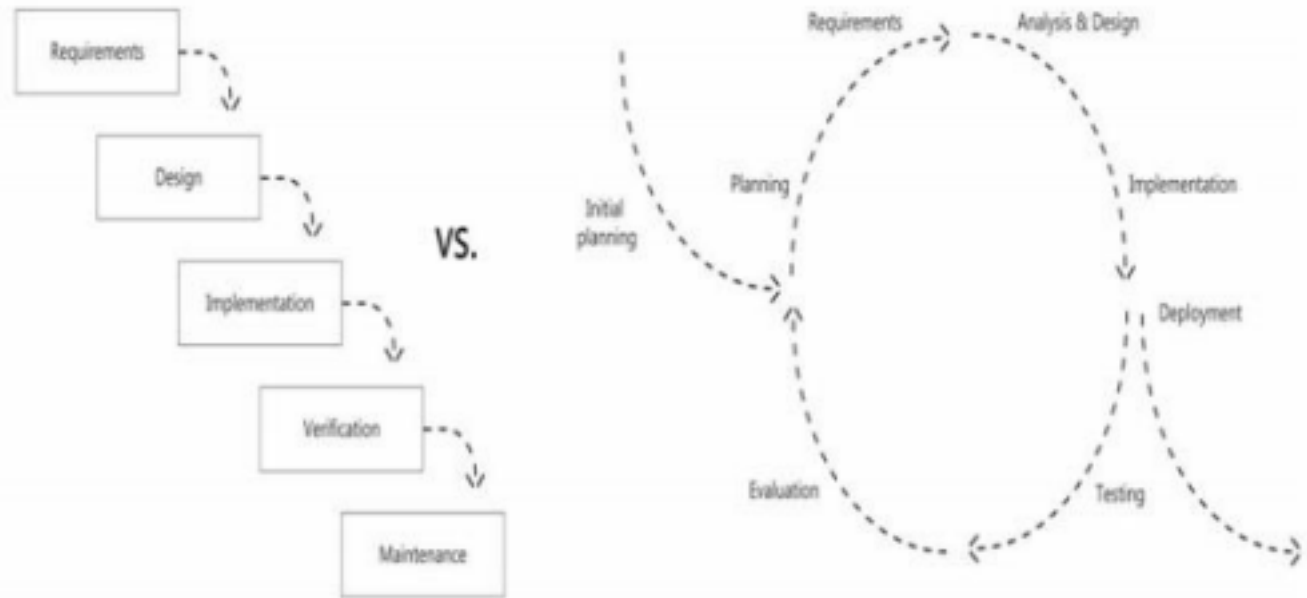 Requirements
Design
Implementation
Verification
Maintenance
VS.
Initial
planning
Planning
Requirements
Analysis & Design
Implementation
Deployment
Testing
Evaluation